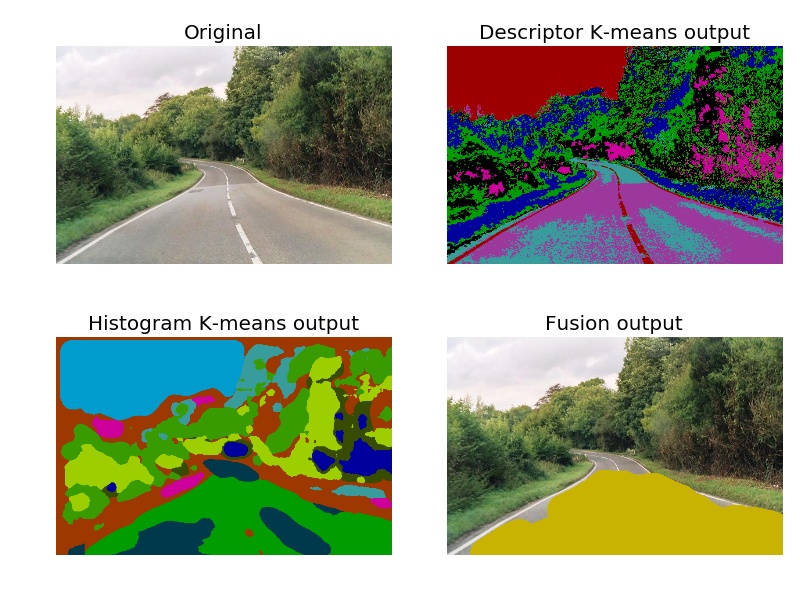 Original
Descriptor K-means output
Histogram K-means output
Fusion output